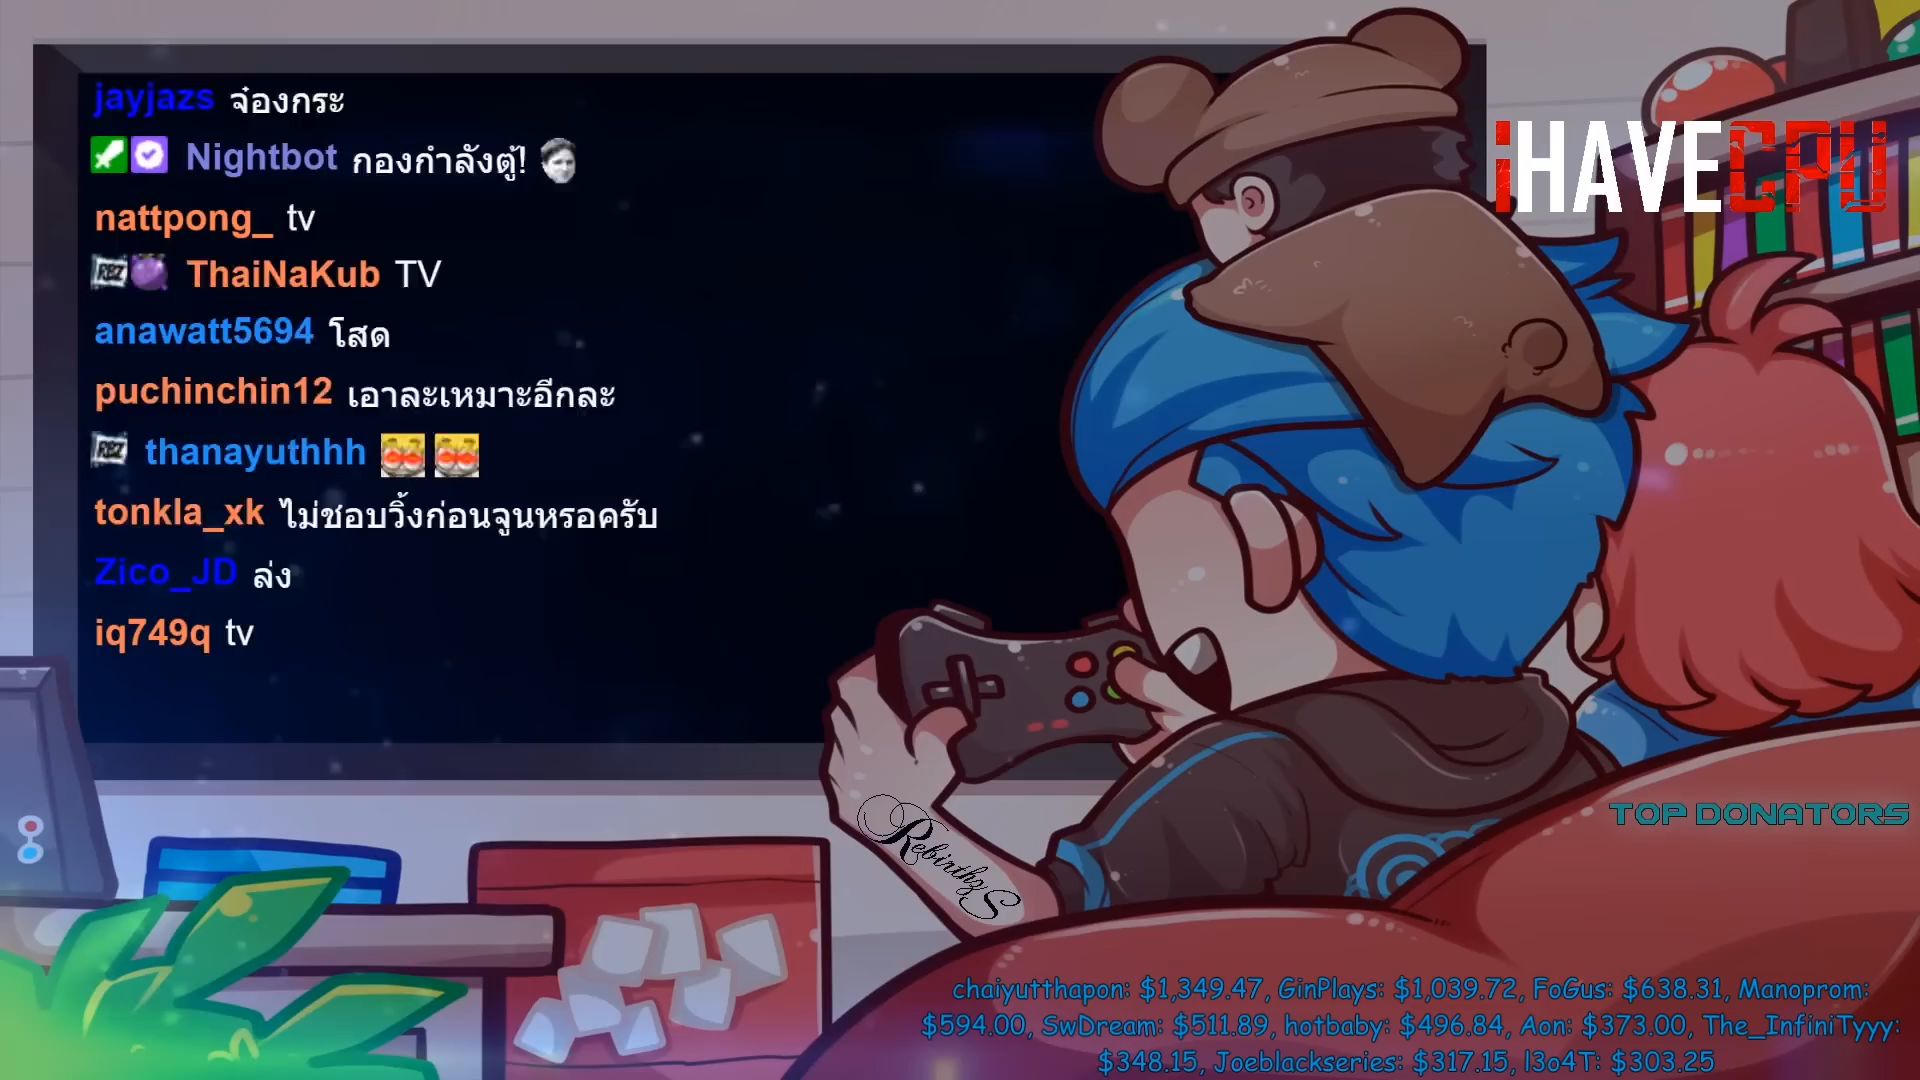 jayjazs จ๋องกระ
Nightbot กองกำลังตู้!
iHAVECPU
nattpong_ tv
RBZ ThaiNaKub TV
anawatt5694 โสด
puchinchin12 เอาละเหมาะอีกละ
RBZ thanayuthhh
tonkla_xk ไม่ชอบวิ้งก่อนจูนหรอครับ
Zico_JD ล่ง
iq749q tv
RebirthzS
TOP DONATORS
chaiyutthapon: $1,349.47, GinPlays: $1,039.72, FoGus: $638.31, Manoprom:
$594.00, SwDream: $511.89, hotbaby: $496.84, Aon: $373.00, The_InfiniTyyy:
$348.15, Joeblackseries: $317.15, l3o4T: $303.25